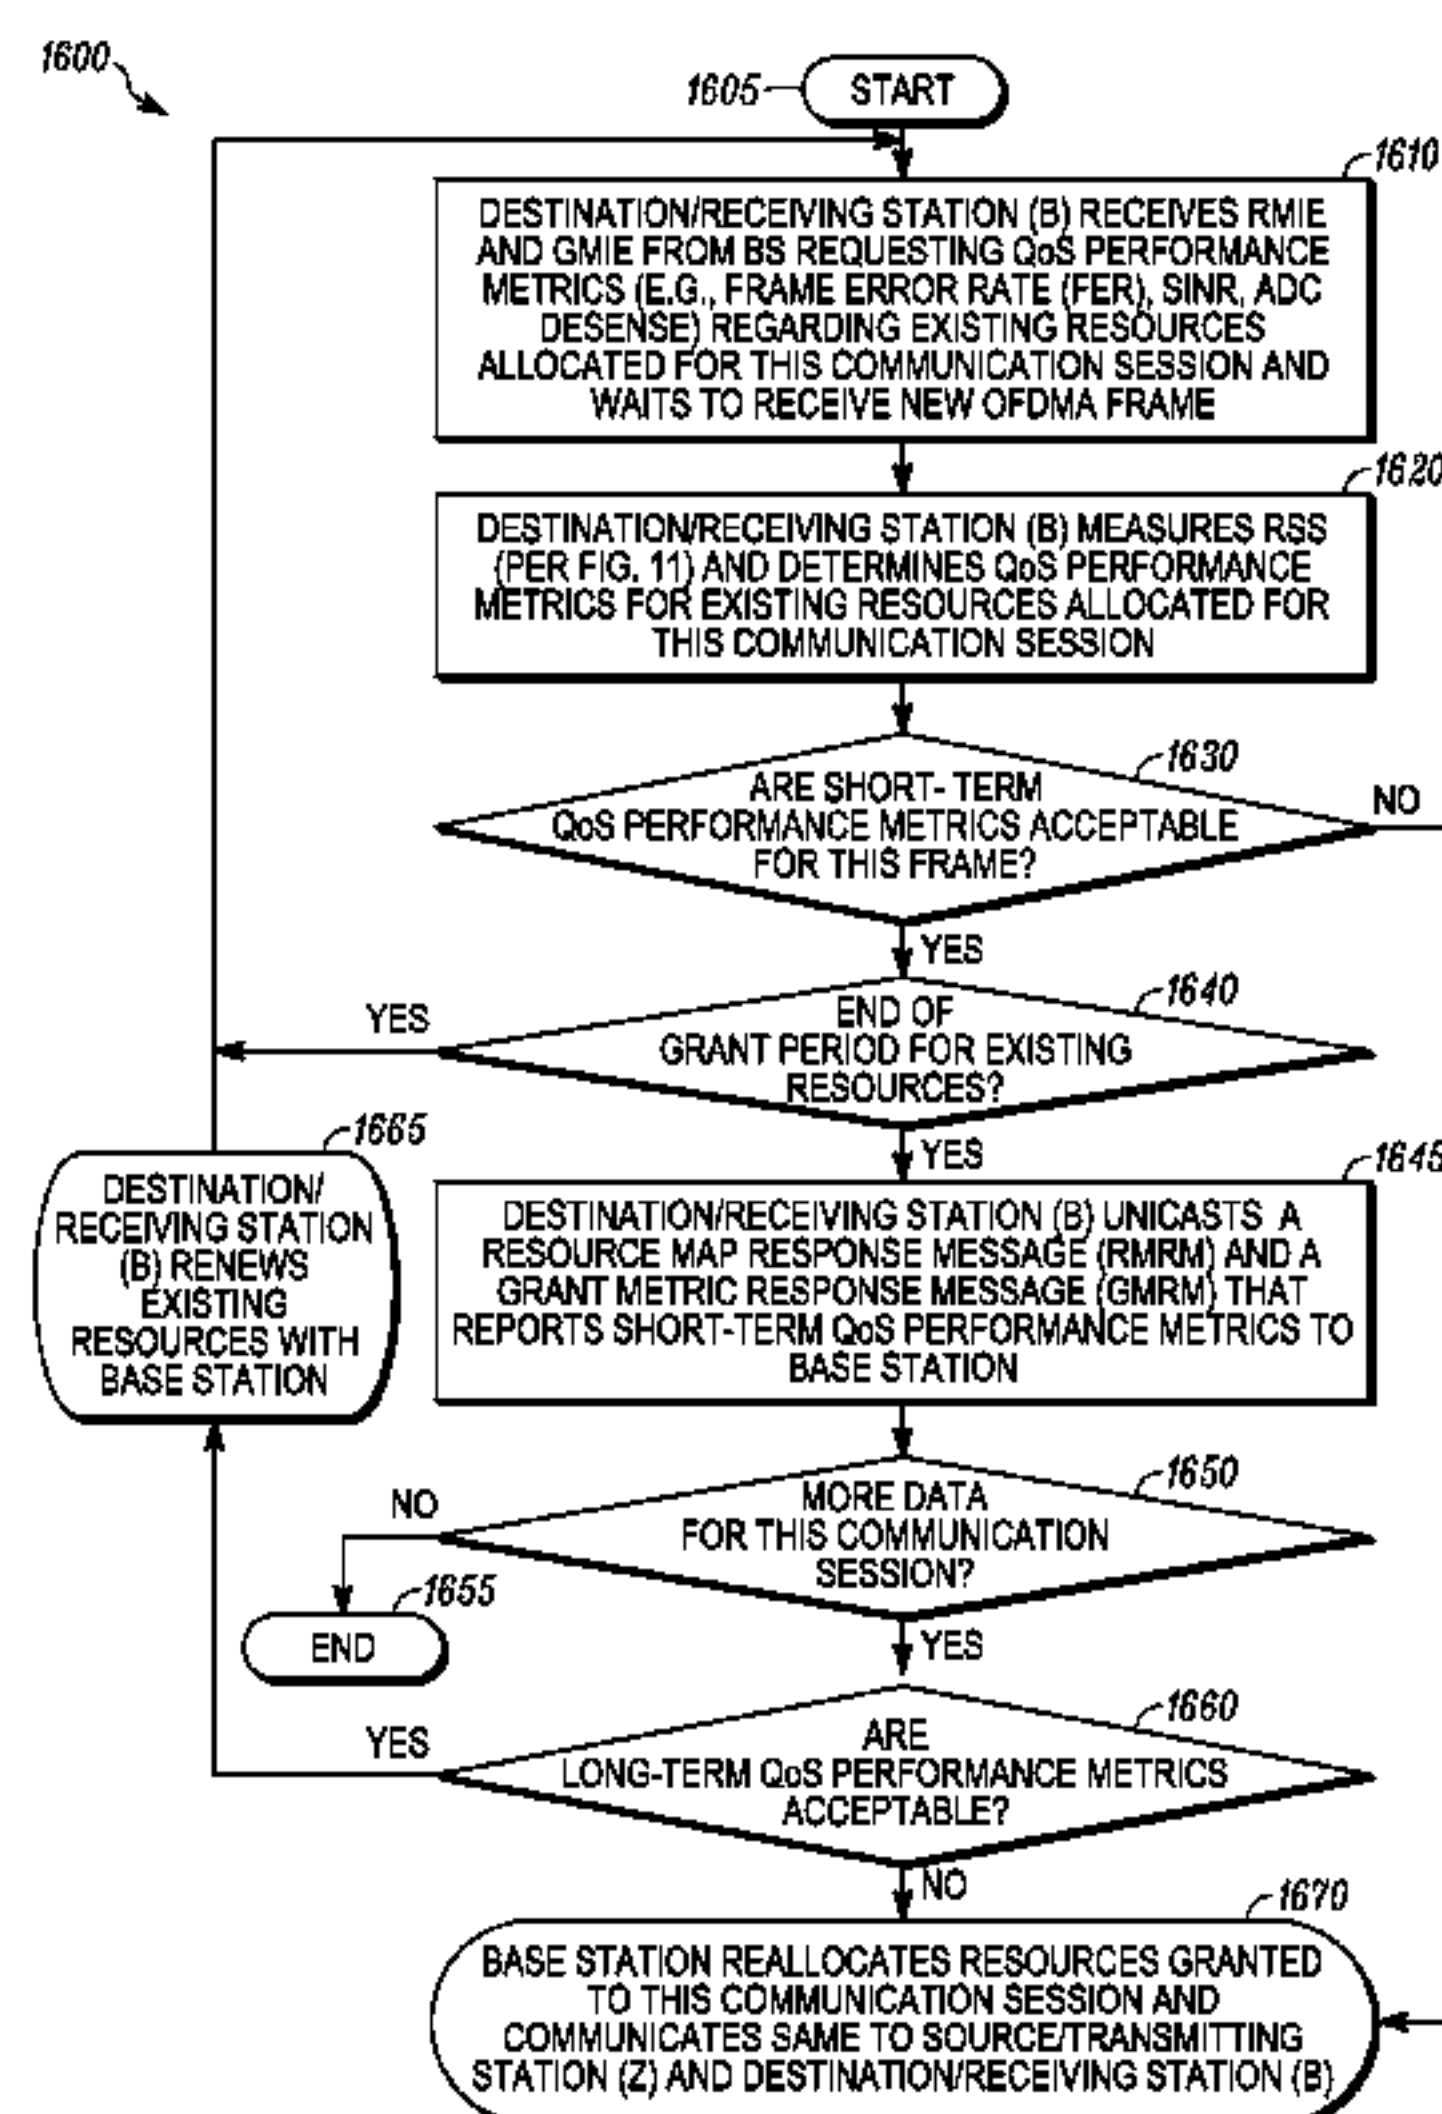 1600
1605
START
1610
DESTINATION/RECEIVING STATION (B) RECEIVES RMIE
AND GMIE FROM BS REQUESTING QoS PERFORMANCE
METRICS (E.G., FRAME ERROR RATE (FER), SINR, ADC
DESENSE) REGARDING EXISTING RESOURCES
ALLOCATED FOR THIS COMMUNICATION SESSION AND
WAITS TO RECEIVE NEW OFDMA FRAME
1620
DESTINATION/RECEIVING STATION (B) MEASURES RSS
(PER FIG. 11) AND DETERMINES QoS PERFORMANCE
METRICS FOR EXISTING RESOURCES ALLOCATED FOR
THIS COMMUNICATION SESSION
1630
ARE SHORT- TERM
QoS PERFORMANCE METRICS ACCEPTABLE
FOR THIS FRAME?
NO
YES
1640
END OF
GRANT PERIOD FOR EXISTING
RESOURCES?
YES
YES
1645
DESTINATION/RECEIVING STATION (B) UNICASTS A
RESOURCE MAP RESPONSE MESSAGE (RMRM) AND A
GRANT METRIC RESPONSE MESSAGE (GMRM) THAT
REPORTS SHORT-TERM QoS PERFORMANCE METRICS TO
BASE STATION
1665
DESTINATION/
RECEIVING STATION
(B) RENEWS
EXISTING
RESOURCES WITH
BASE STATION
1650
MORE DATA
FOR THIS COMMUNICATION
SESSION?
NO
1655
END
YES
1660
ARE
LONG-TERM QoS PERFORMANCE METRICS
ACCEPTABLE?
YES
NO
1670
BASE STATION REALLOCATES RESOURCES GRANTED
TO THIS COMMUNICATION SESSION AND
COMMUNICATES SAME TO SOURCE/TRANSMITTING
STATION (Z) AND DESTINATION/RECEIVING STATION (B)